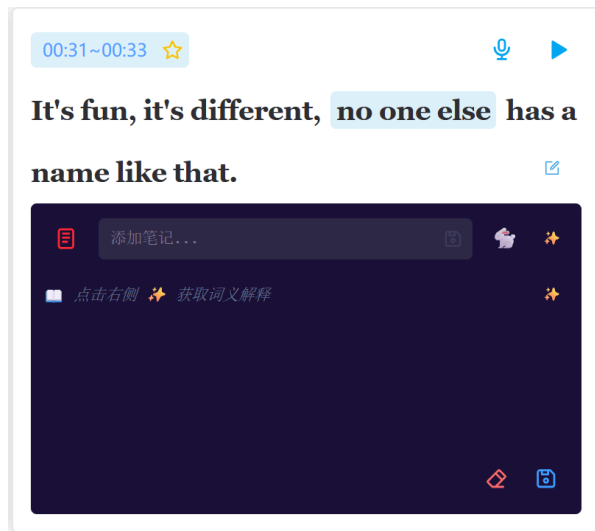 00:31~00:33
It's fun, it's different, no one else has a
name like that.
添加笔记...
点击右侧 ✨ 获取词义解释